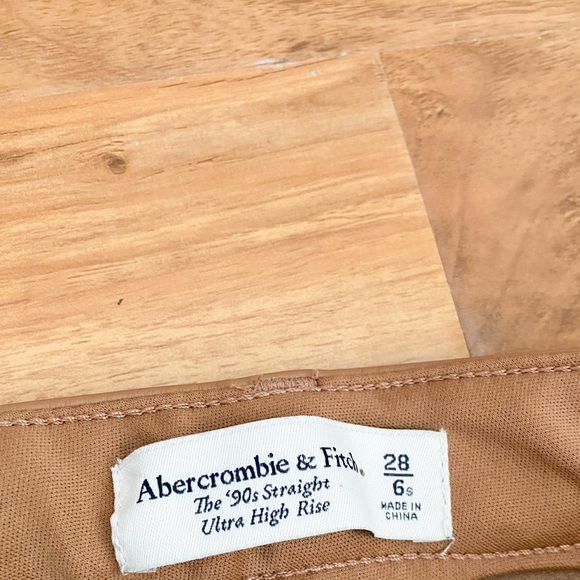 Abercrombie & Fitch
The '90s Straight
Ultra High Rise
28
6s
MADE IN
CHINA